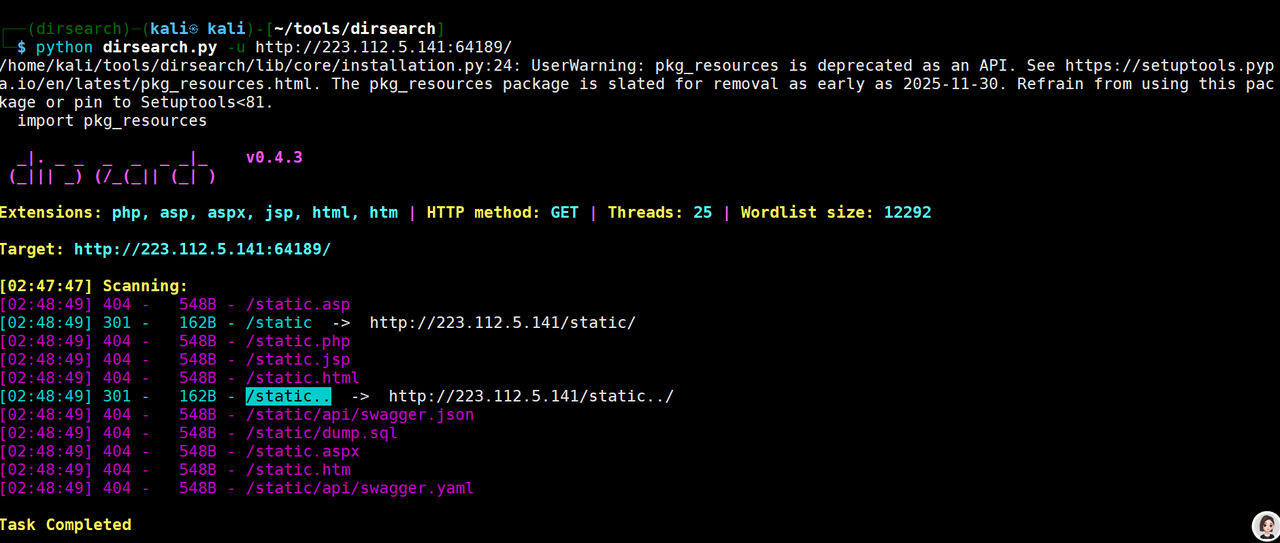 ┌──(dirsearch)─(kali㉿ kali)-[~/tools/dirsearch]
└─$ python dirsearch.py -u http://223.112.5.141:64189/
/home/kali/tools/dirsearch/lib/core/installation.py:24: UserWarning: pkg_resources is deprecated as an API. See https://setuptools.pyp
a.io/en/latest/pkg_resources.html. The pkg_resources package is slated for removal as early as 2025-11-30. Refrain from using this pac
kage or pin to Setuptools<81.
  import pkg_resources
  _|. _ _  _  _  _ _|_    v0.4.3
 (_||| _) (/_(_|| (_| )
Extensions: php, asp, aspx, jsp, html, htm | HTTP method: GET | Threads: 25 | Wordlist size: 12292
Target: http://223.112.5.141:64189/
[02:47:47] Scanning:
[02:48:49] 404 -   548B - /static.asp
[02:48:49] 301 -   162B - /static  ->  http://223.112.5.141/static/
[02:48:49] 404 -   548B - /static.php
[02:48:49] 404 -   548B - /static.jsp
[02:48:49] 404 -   548B - /static.html
[02:48:49] 301 -   162B - /static..  ->  http://223.112.5.141/static../
[02:48:49] 404 -   548B - /static/api/swagger.json
[02:48:49] 404 -   548B - /static/dump.sql
[02:48:49] 404 -   548B - /static.aspx
[02:48:49] 404 -   548B - /static.htm
[02:48:49] 404 -   548B - /static/api/swagger.yaml
Task Completed